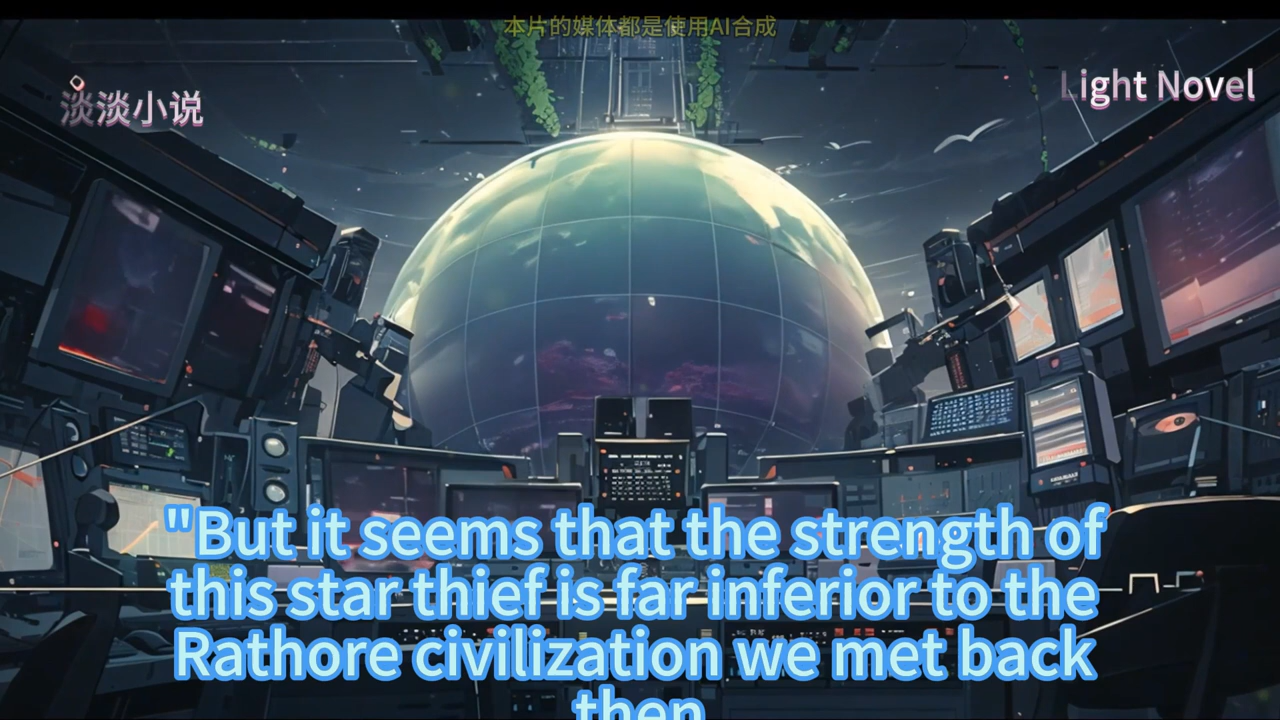 本片的媒体都是使用AI合成
淡淡小说
Light Novel
"But it seems that the strength of
this star thief is far inferior to the
Rathore civilization we met back
then